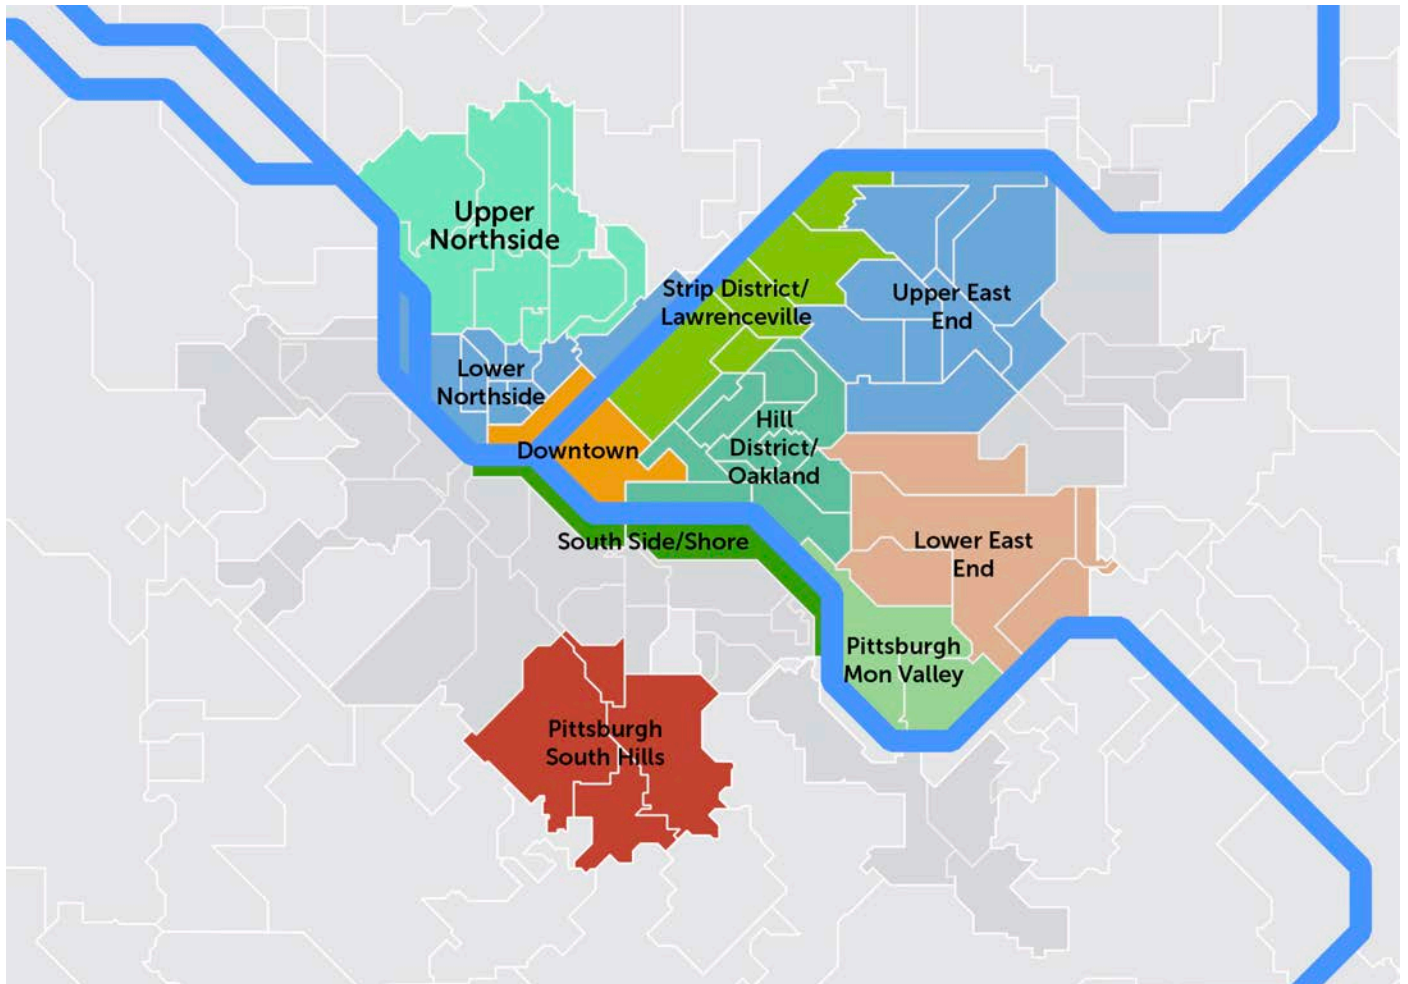 Upper
Northside
Strip District/
Lawrenceville
Upper East
End
Lower
Northside
Hill
District/
Oakland
Downtown
South Side/Shore
Lower East
End
Pittsburgh
Mon Valley
Pittsburgh
South Hills